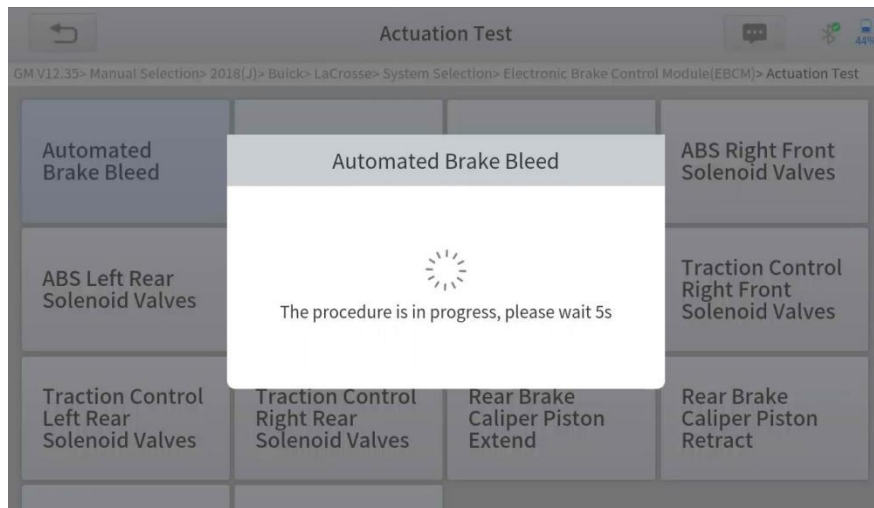 Actuation Test
44%
GM V12.35> Manual Selection> 2018(J)> Buick> LaCrosse> System Selection> Electronic Brake Control Module(EBCM)> Actuation Test
Automated
Brake Bleed
Automated Brake Bleed
The procedure is in progress, please wait 5s
ABS Right Front
Solenoid Valves
ABS Left Rear
Solenoid Valves
Traction Control
Right Front
Solenoid Valves
Traction Control
Left Rear
Solenoid Valves
Traction Control
Right Rear
Solenoid Valves
Rear Brake
Caliper Piston
Extend
Rear Brake
Caliper Piston
Retract